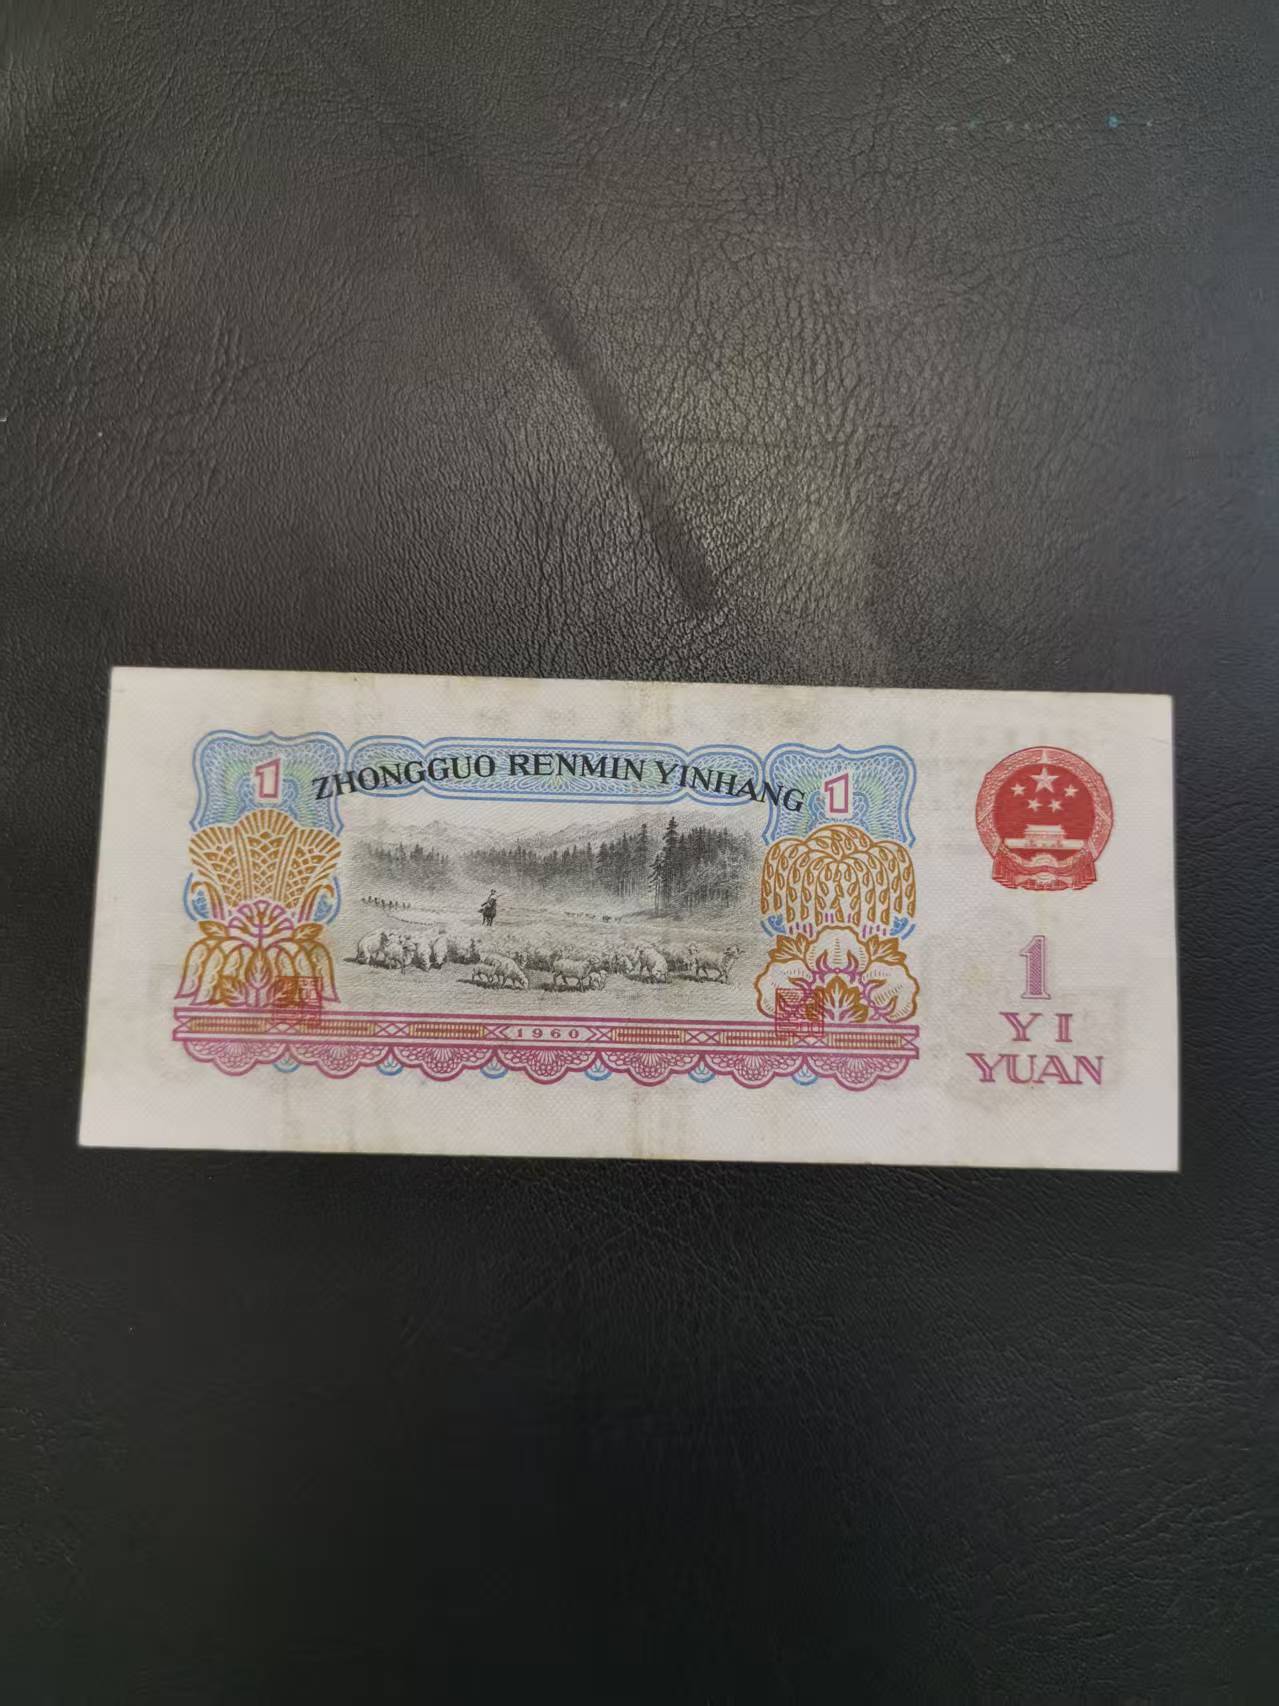 1
ZHONGGUO RENMIN YINHANG
1
1960
1
YI
YUAN